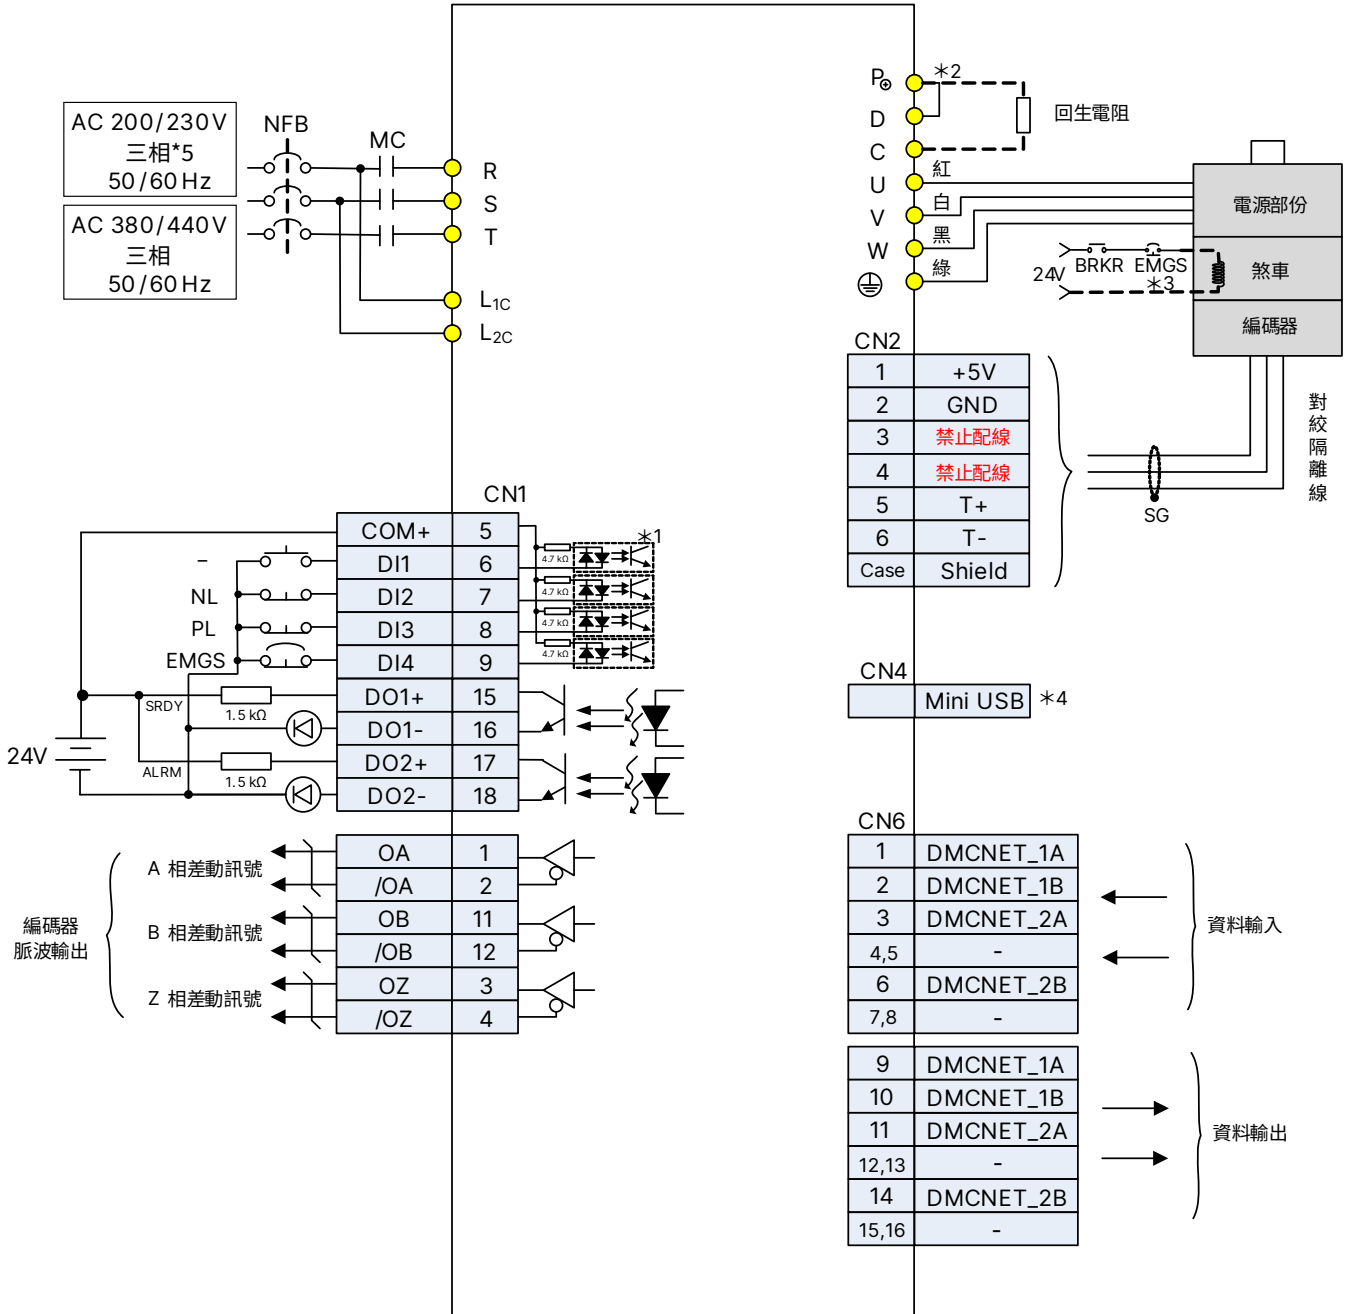 AC 200/230V
三相*5
50/60 Hz
AC 380/440V
三相
50/60 Hz
NFB
MC
R
S
T
L1C
L2C
P⊕
D
C
U
V
W
*2
回生電阻
紅
白
黑
綠
電源部份
煞車
編碼器
24V
BRKR
EMGS
*3
CN2
1 +5V
2 GND
3 禁止配線
4 禁止配線
5 T+
6 T-
Case Shield
SG
對絞隔離線
CN1
COM+ 5
– DI1 6
NL DI2 7
PL DI3 8
EMGS DI4 9
*1
4.7 kΩ
4.7 kΩ
4.7 kΩ
4.7 kΩ
SRDY
1.5 kΩ
DO1+ 15
DO1- 16
ALRM
1.5 kΩ
DO2+ 17
DO2- 18
24V
CN4
Mini USB
*4
編碼器
脈波輸出
A 相差動訊號
B 相差動訊號
Z 相差動訊號
OA 1
/OA 2
OB 11
/OB 12
OZ 3
/OZ 4
CN6
1 DMCNET_1A
2 DMCNET_1B
3 DMCNET_2A
4,5 -
6 DMCNET_2B
7,8 -
資料輸入
9 DMCNET_1A
10 DMCNET_1B
11 DMCNET_2A
12,13 -
14 DMCNET_2B
15,16 -
資料輸出